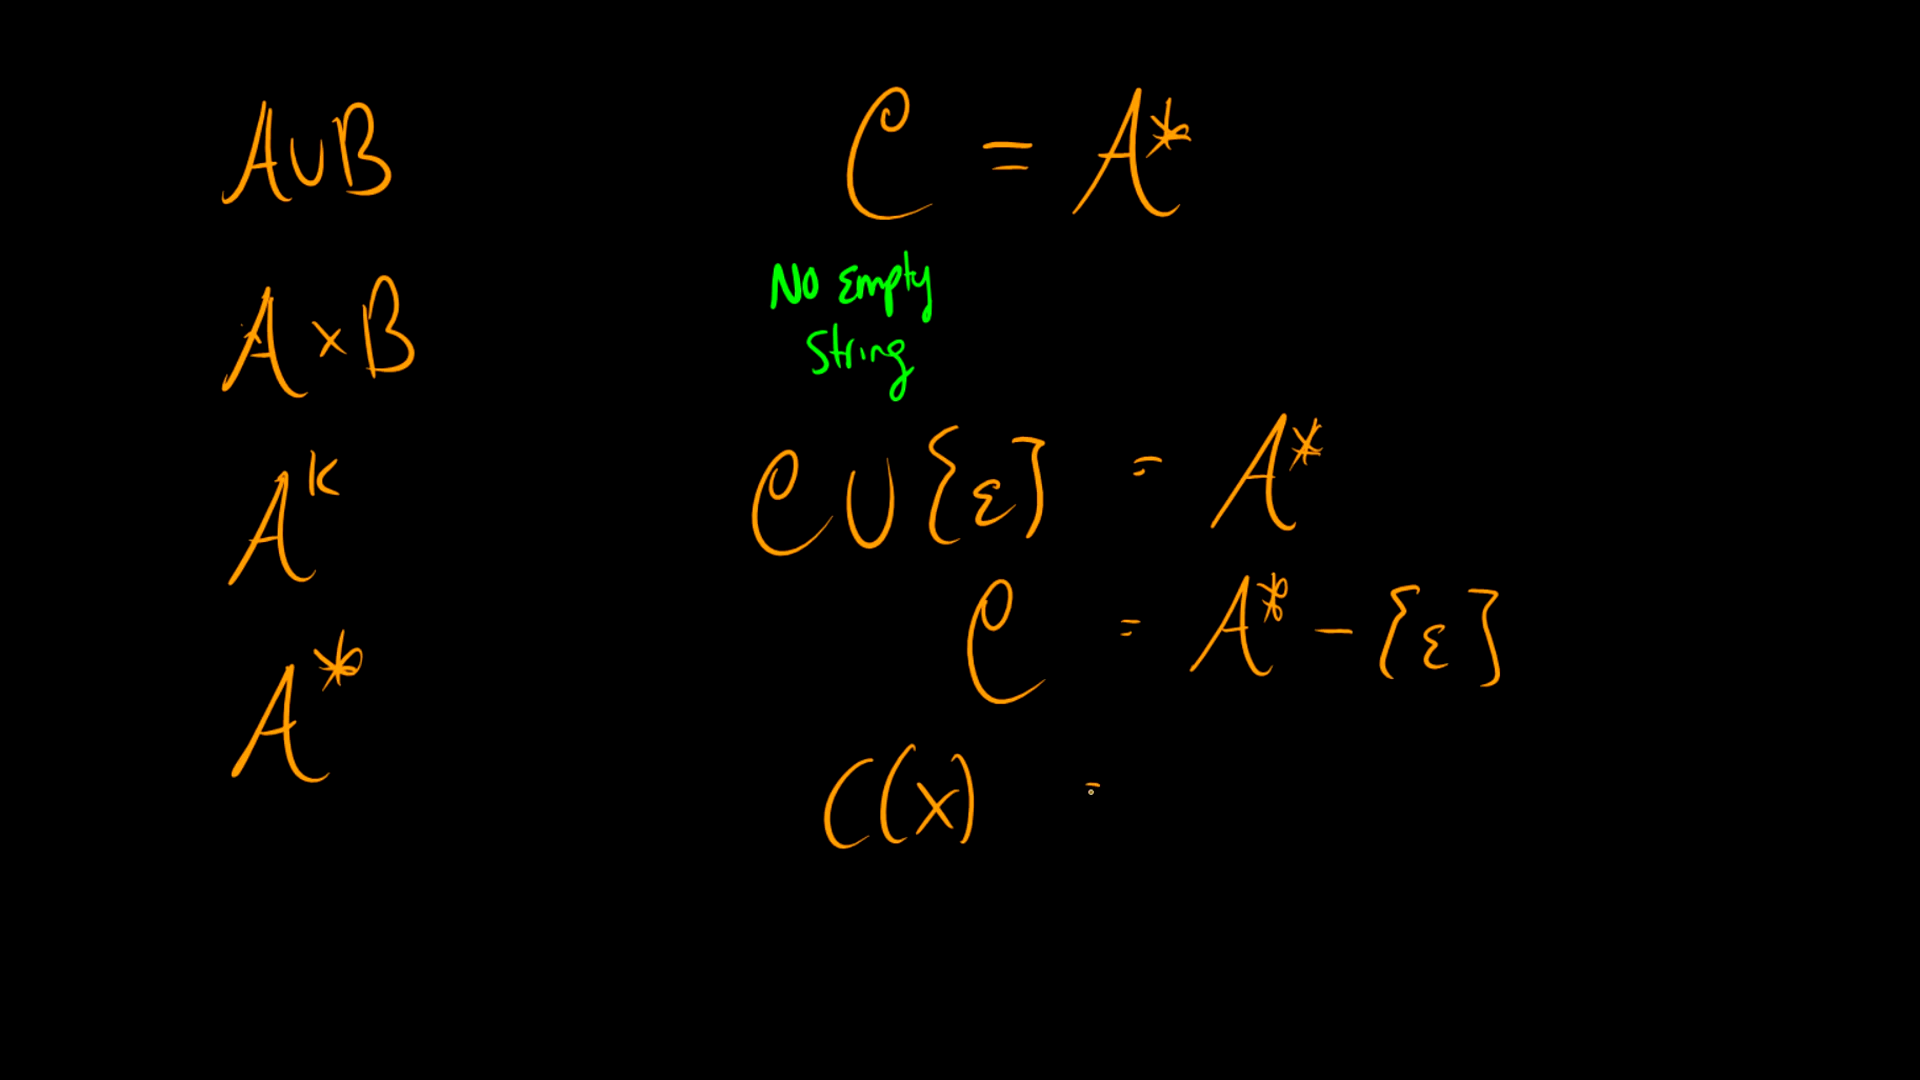 A∪B
A×B
A^K
A^*
C = A^*
No Empty
String
C∪{ε} = A^*
C = A^* − {ε}
C(x) =